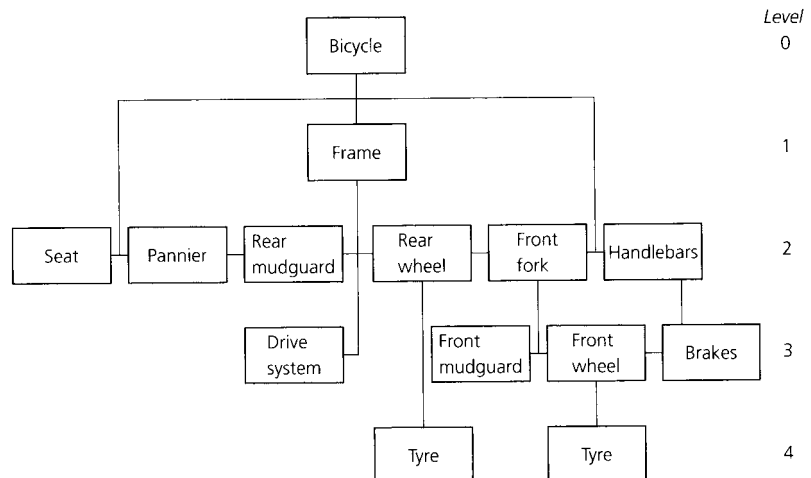 Level
Bicycle
0
Frame
1
Seat
Pannier
Rear
mudguard
Rear
wheel
Front
fork
Handlebars
2
Drive
system
Front
mudguard
Front
wheel
Brakes
3
Tyre
Tyre
4